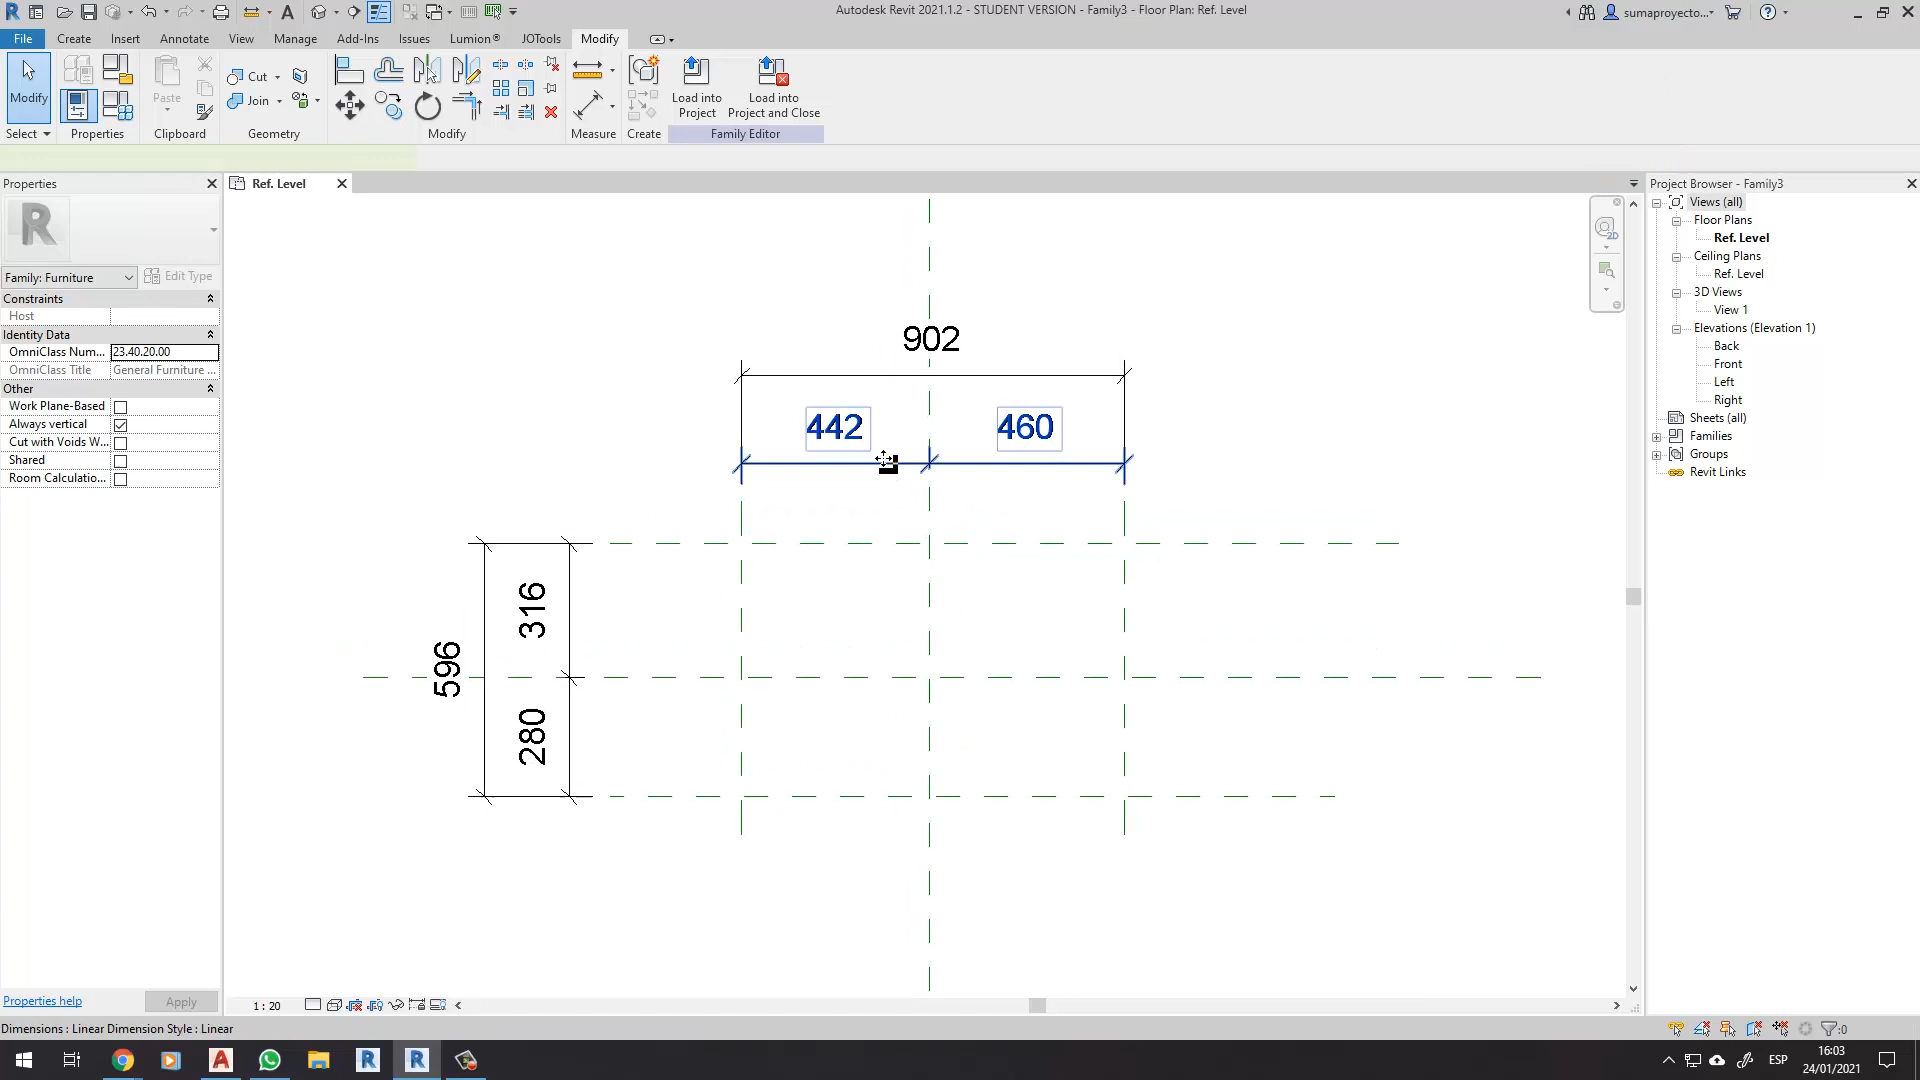 Autodesk Revit 2021.1.2 - STUDENT VERSION - Family3 - Floor Plan: Ref. Level
sumaproyecto...
File Create Insert Annotate View Manage Add-Ins Issues Collaborate Lumion® JOTools Modify
Modify
Paste
Cut
Join
Load into
Project
Load into
Project and Close
Select Properties Clipboard Geometry Modify Measure Create Family Editor
Properties
Ref. Level
Project Browser - Family3
R
Family: Furniture
Edit Type
Constraints
Host
Identity Data
OmniClass Num... 23.40.20.00
OmniClass Title General Furniture ...
Other
Work Plane-Based
Always vertical
Cut with Voids W...
Shared
Room Calculatio...
Properties help
Apply
902
442
460
316
596
280
2D
Views (all)
Floor Plans
Ref. Level
Ceiling Plans
Ref. Level
3D Views
View 1
Elevations (Elevation 1)
Back
Front
Left
Right
Sheets (all)
Families
Groups
Revit Links
1 : 20
Dimensions : Linear Dimension Style : Linear
:0
ESP
16:03
24/01/2021